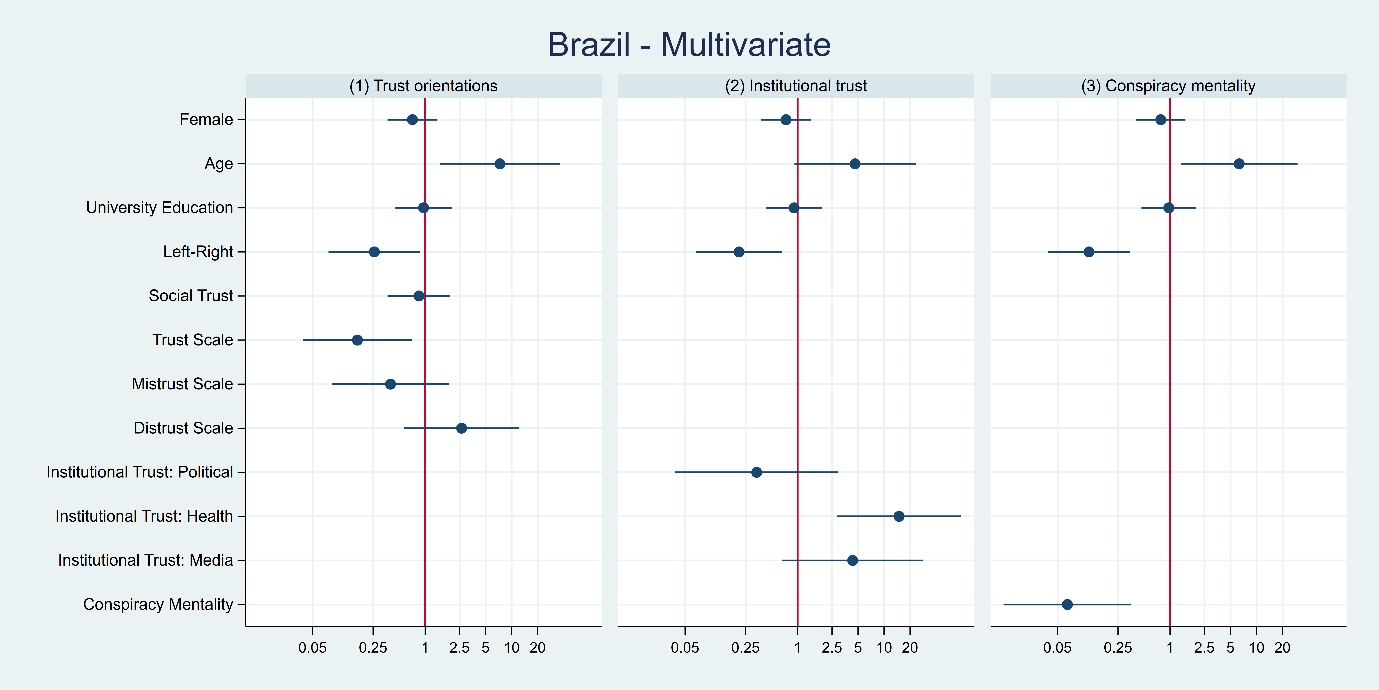 Brazil - Multivariate
(1) Trust orientations
(2) Institutional trust
(3) Conspiracy mentality
Female
Age
University Education
Left-Right
Social Trust
Trust Scale
Mistrust Scale
Distrust Scale
Institutional Trust: Political
Institutional Trust: Health
Institutional Trust: Media
Conspiracy Mentality
0.05 0.25 1 2.5 5 10 20
0.05 0.25 1 2.5 5 10 20
0.05 0.25 1 2.5 5 10 20